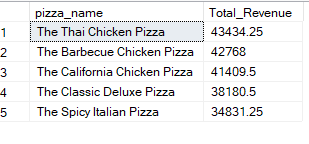 pizza_name Total_Revenue
1 The Thai Chicken Pizza 43434.25
2 The Barbecue Chicken Pizza 42768
3 The California Chicken Pizza 41409.5
4 The Classic Deluxe Pizza 38180.5
5 The Spicy Italian Pizza 34831.25